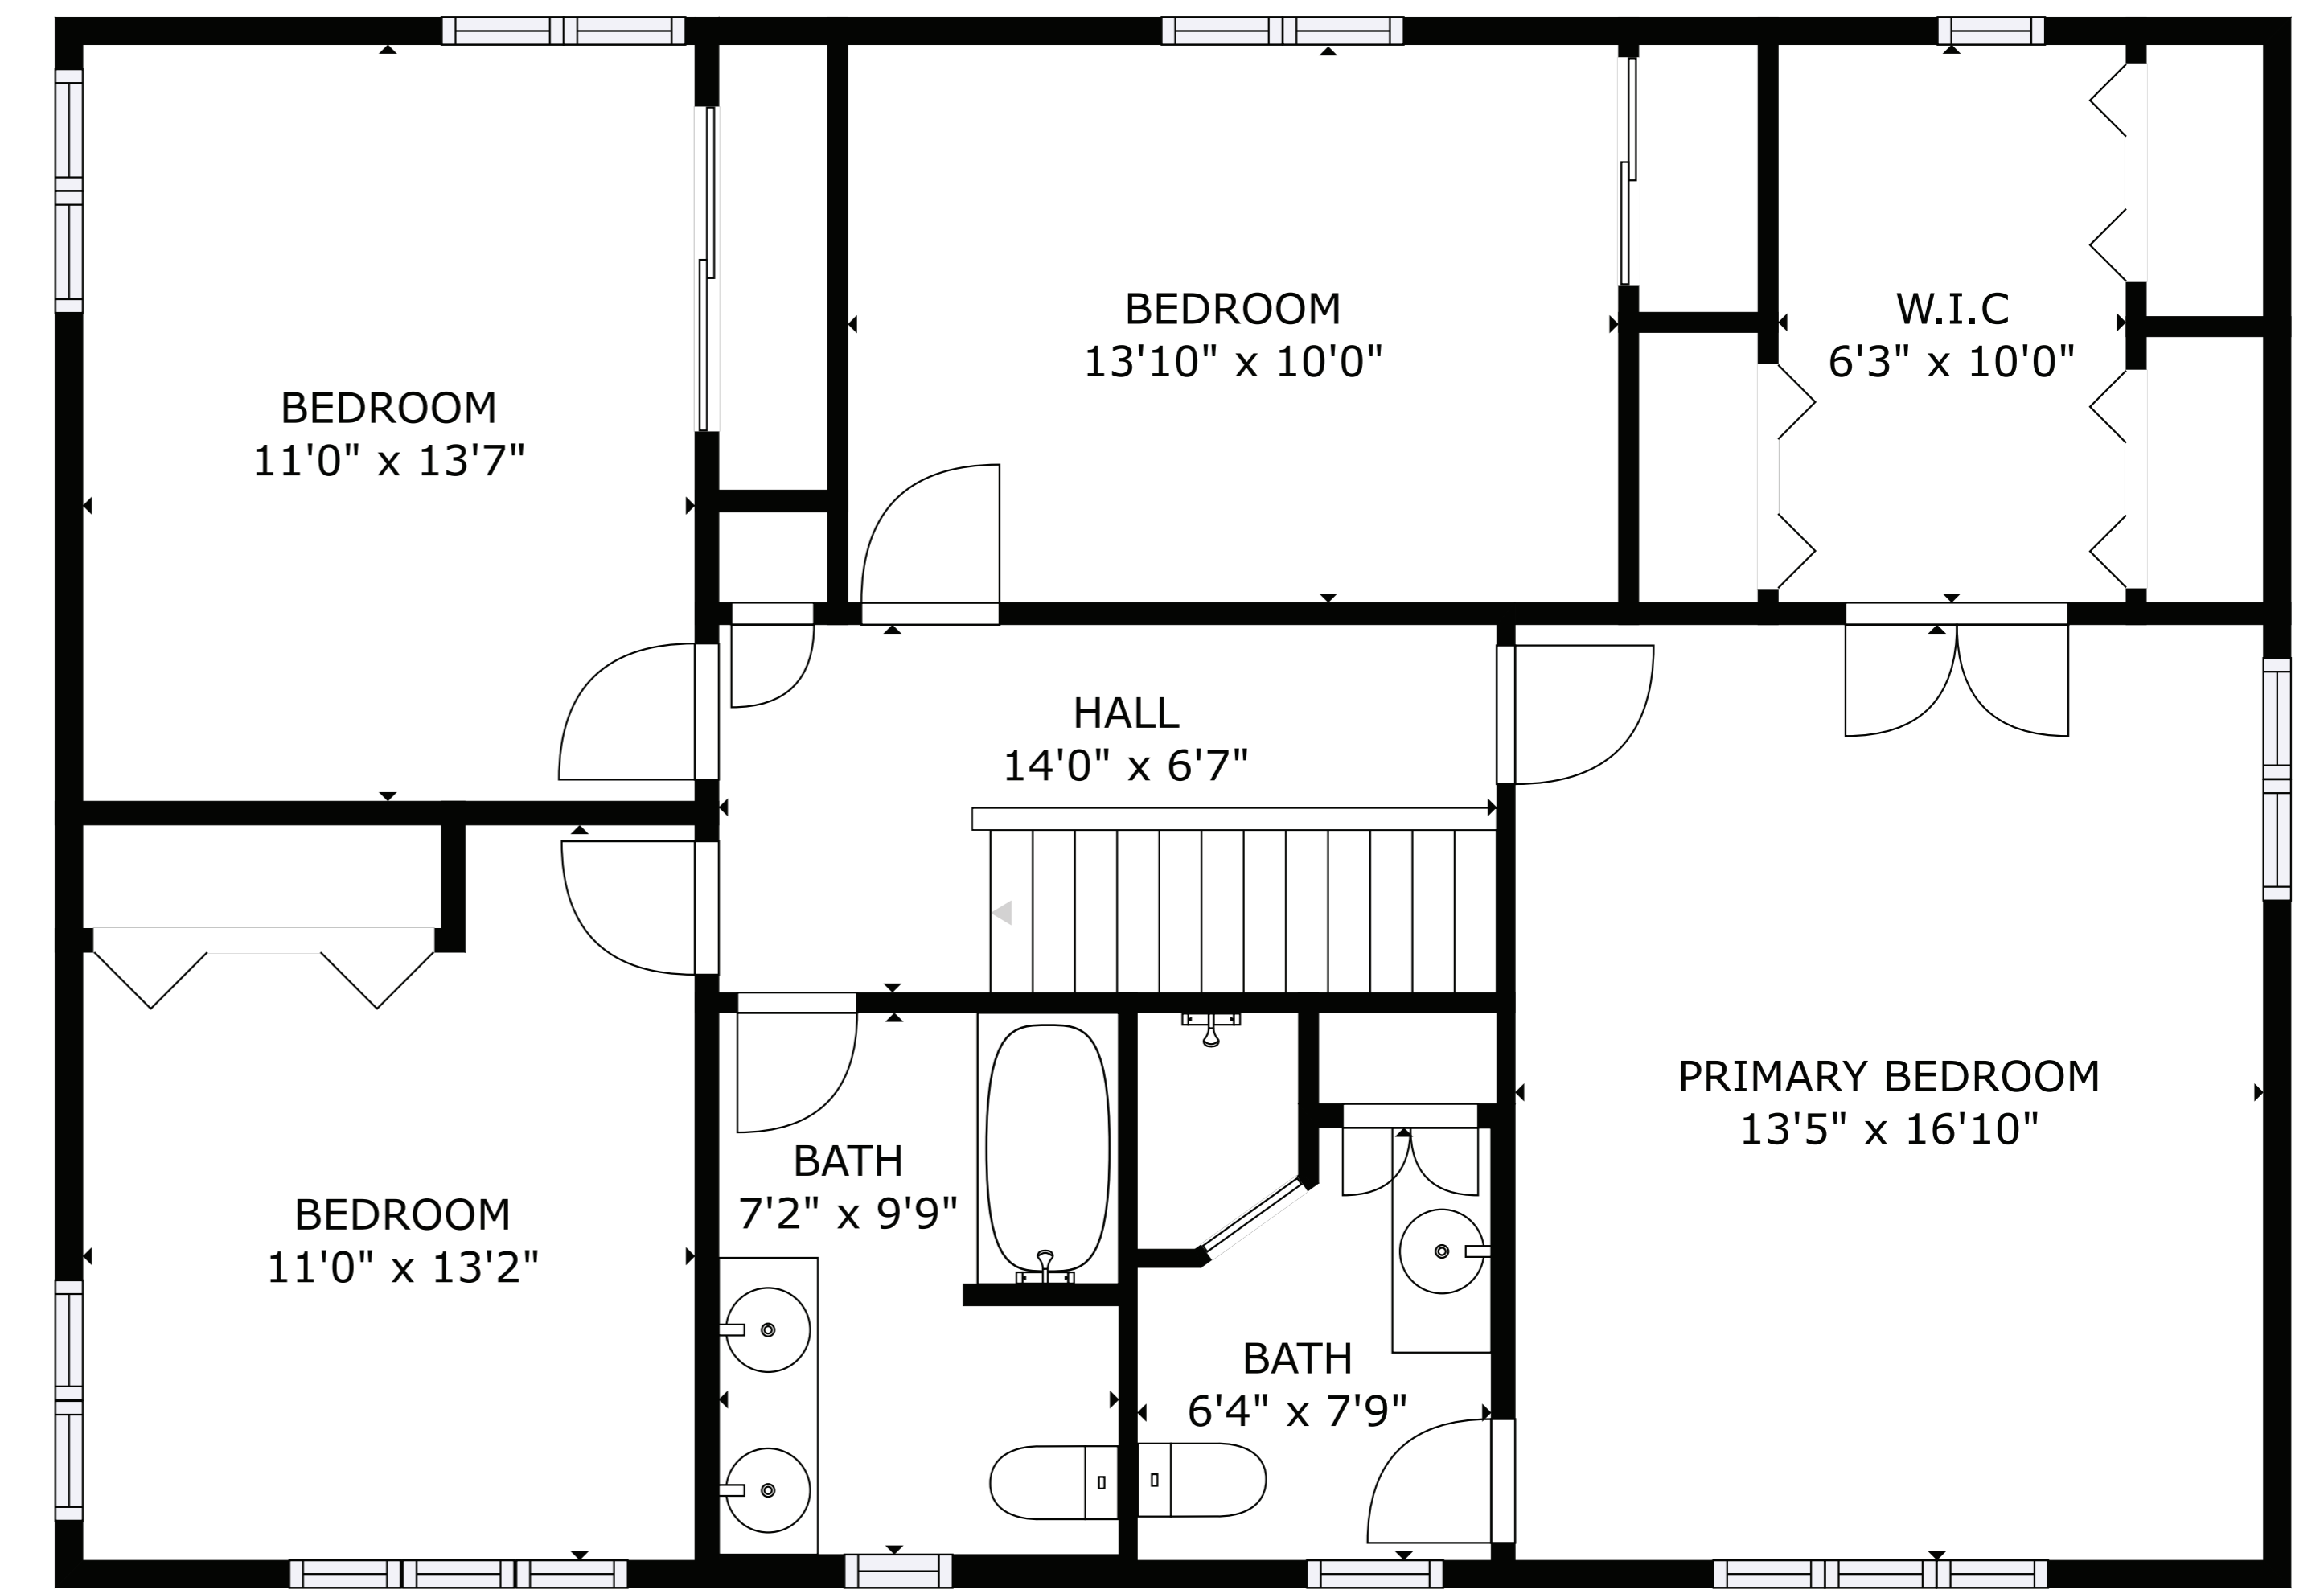 BEDROOM
13'10" x 10'0"
W.I.C
6'3" x 10'0"
BEDROOM
11'0" x 13'7"
HALL
14'0" x 6'7"
PRIMARY BEDROOM
13'5" x 16'10"
BATH
7'2" x 9'9"
BEDROOM
11'0" x 13'2"
BATH
6'4" x 7'9"